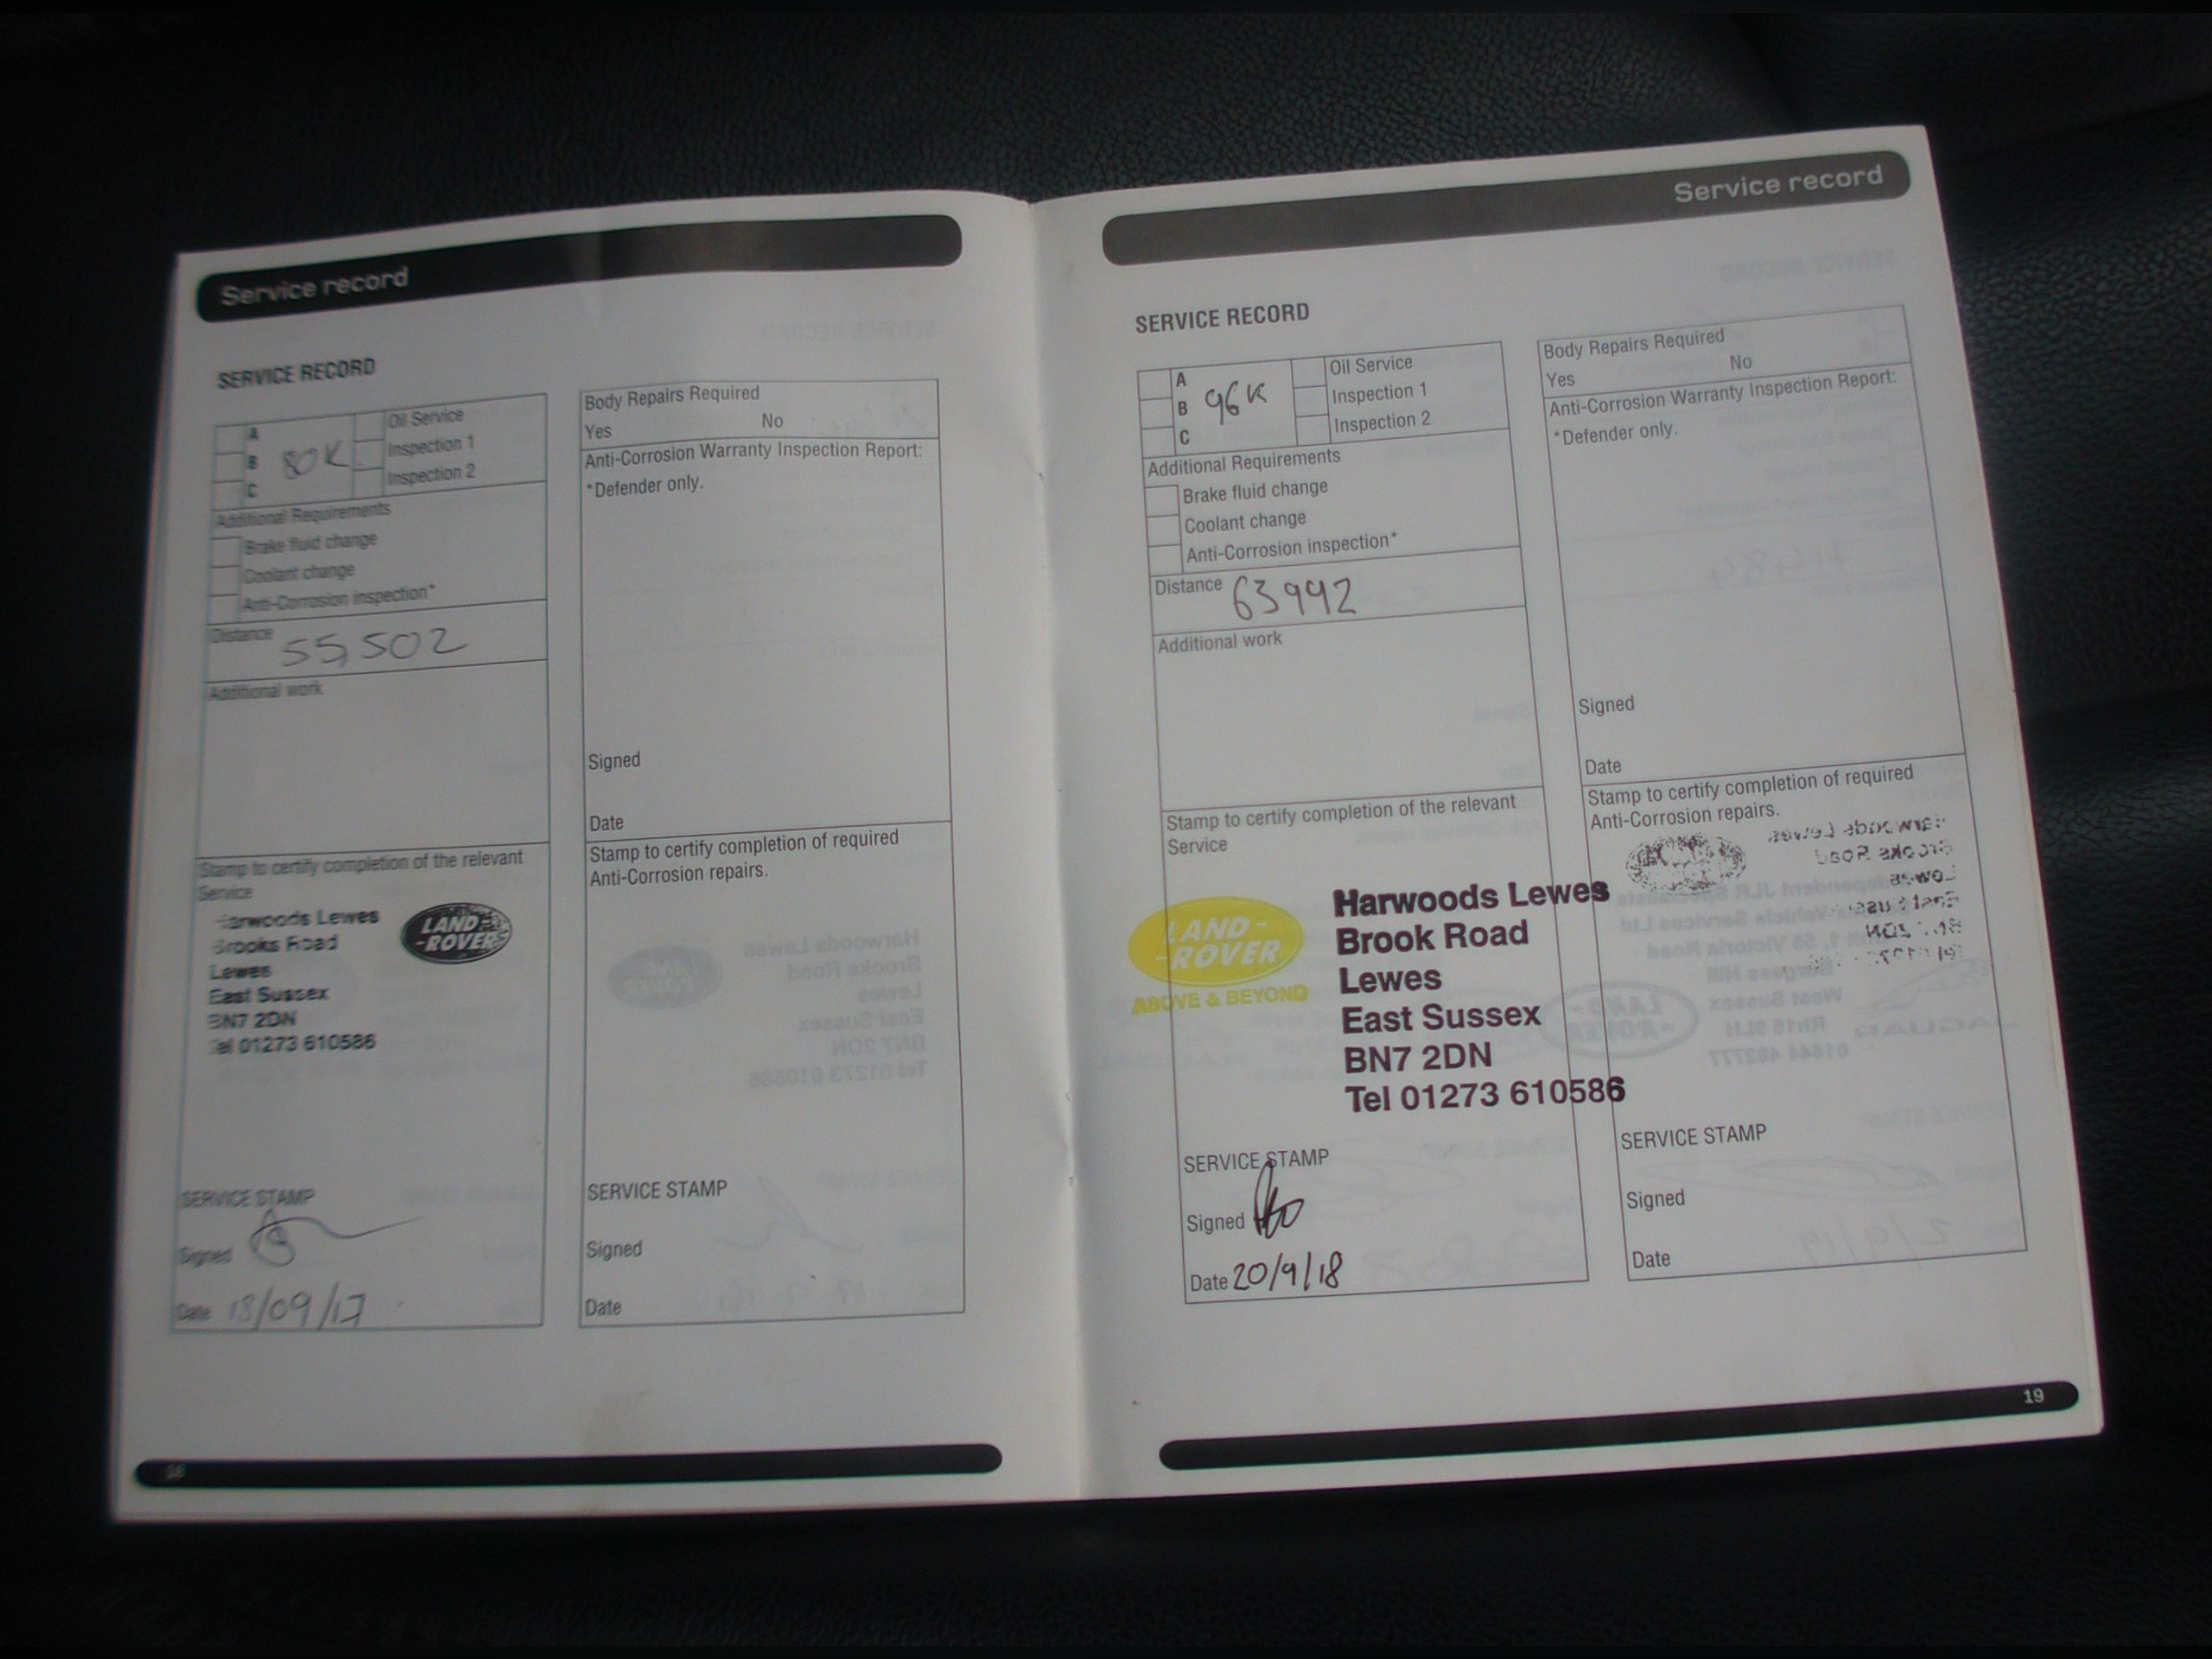 Service record
SERVICE RECORD
A
B
C
80K
Oil Service
Inspection 1
Inspection 2
Additional Requirements
Brake fluid change
Coolant change
Anti-Corrosion inspection*
Distance 55,502
Additional work
Stamp to certify completion of the relevant
Service
Harwoods Lewes
Brooks Road
Lewes
East Sussex
BN7 2DN
Tel 01273 610586
LAND-
-ROVER
SERVICE STAMP
Signed
Date 18/09/17
Body Repairs Required
Yes No
Anti-Corrosion Warranty Inspection Report:
*Defender only.
Signed
Date
Stamp to certify completion of required
Anti-Corrosion repairs.
SERVICE STAMP
Signed
Date
18
Service record
SERVICE RECORD
A
B
C
96K
Oil Service
Inspection 1
Inspection 2
Additional Requirements
Brake fluid change
Coolant change
Anti-Corrosion inspection*
Distance 63992
Additional work
Stamp to certify completion of the relevant
Service
LAND-
-ROVER
ABOVE & BEYOND
Harwoods Lewes
Brook Road
Lewes
East Sussex
BN7 2DN
Tel 01273 610586
SERVICE STAMP
Signed
Date 20/9/18
Body Repairs Required
Yes No
Anti-Corrosion Warranty Inspection Report:
*Defender only.
Signed
Date
Stamp to certify completion of required
Anti-Corrosion repairs.
SERVICE STAMP
Signed
Date
19